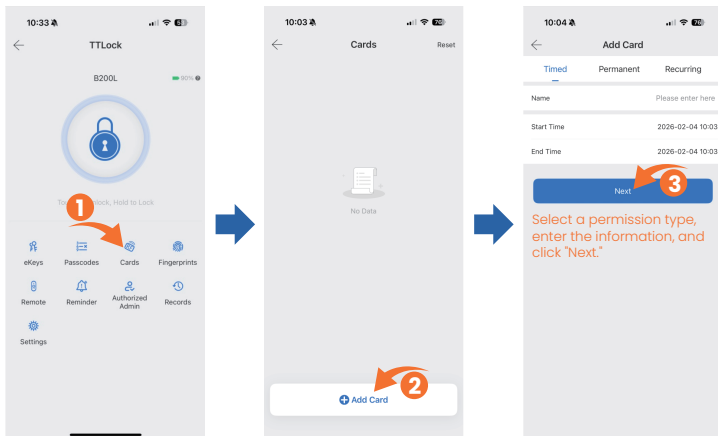 10:33
TTLock
B200L
90%
Hold to Lock
1
eKeys
Passcodes
Cards
Fingerprints
Remote
Reminder
Authorized
Admin
Records
Settings
10:03
Cards
Reset
No Data
Add Card
2
10:04
Add Card
Timed
Permanent
Recurring
Name
Please enter here
Start Time
2026-02-04 10:03
End Time
2026-02-04 10:03
Next
3
Select a permission type,
enter the information, and
click "Next."